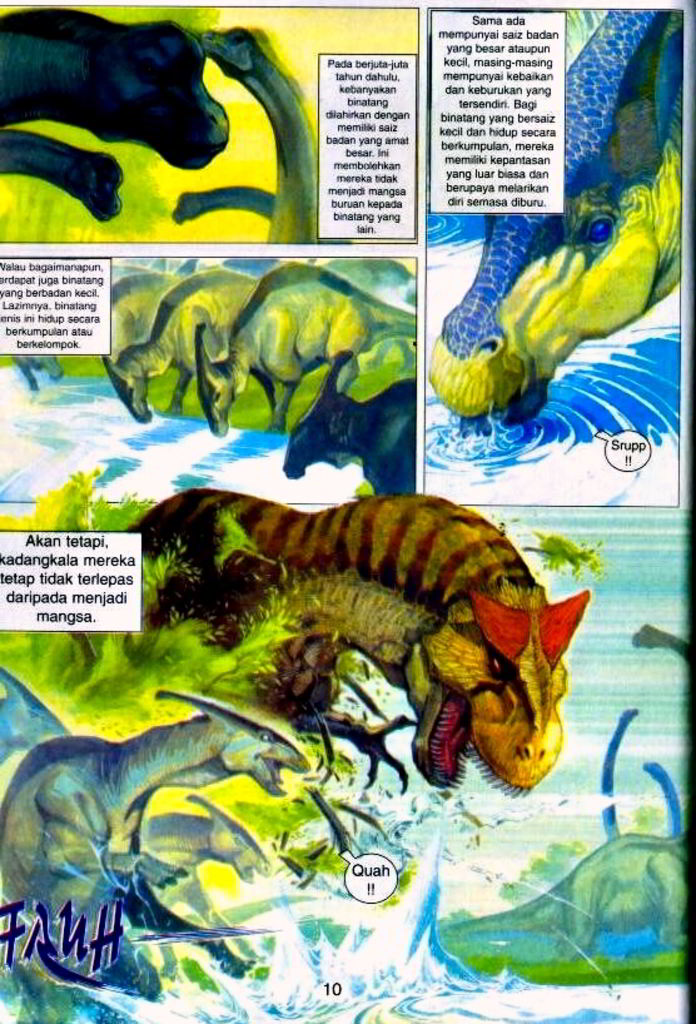 Pada berjuta-juta
tahun dahulu,
kebanyakan
binatang
dilahirkan dengan
memiliki saiz
badan yang amat
besar. Ini
membolehkan
mereka tidak
menjadi mangsa
buruan kepada
binatang yang
lain.
Sama ada
mempunyai saiz badan
yang besar ataupun
kecil, masing-masing
mempunyai kebaikan
dan keburukan yang
tersendiri. Bagi
binatang yang bersaiz
kecil dan hidup secara
berkumpulan, mereka
memiliki kepantasan
yang luar biasa dan
berupaya melarikan
diri semasa diburu.
Walau bagaimanapun,
erdapat juga binatang
yang berbadan kecil.
Lazimnya, binatang
enis ini hidup secara
berkumpulan atau
berkelompok.
Srupp
!!
Akan tetapi,
kadangkala mereka
tetap tidak terlepas
daripada menjadi
mangsa.
Quah
!!
10